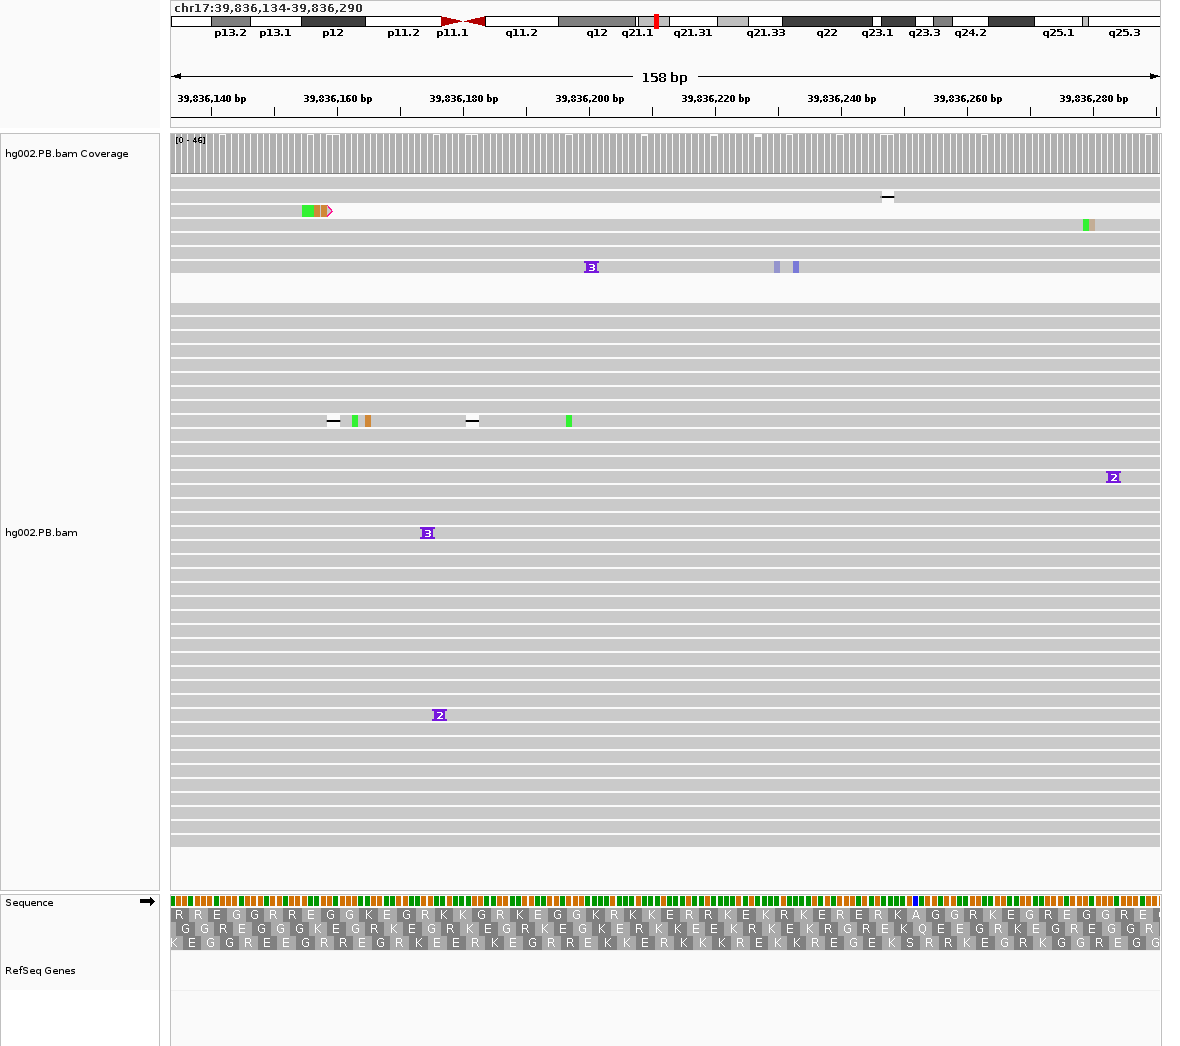 chr17:39,836,134-39,836,290
p13.2 p13.1 p12 p11.2 p11.1 q11.2 q12 q21.1 q21.31 q21.33 q22 q23.1 q23.3 q24.2 q25.1 q25.3
158 bp
39,836,140 bp 39,836,160 bp 39,836,180 bp 39,836,200 bp 39,836,220 bp 39,836,240 bp 39,836,260 bp 39,836,280 bp
[0 - 46]
hg002.PB.bam Coverage
3
2
hg002.PB.bam
3
2
Sequence
R R E G G R R E G G K E G R K K G R K E G G K R K K E R R K E K R K E R E R K A G G R K E G R E G G R E
G G R E G G G K E G R K E G R K E G R K E G K E R K K E E K R K E K R G R E K Q E E G R K E G R E G G R
K E G G R E E G R R E G R K E E R K E G R R E K K E R K K K R E K K R E G E K S R R K E G R K G G R E G G
RefSeq Genes